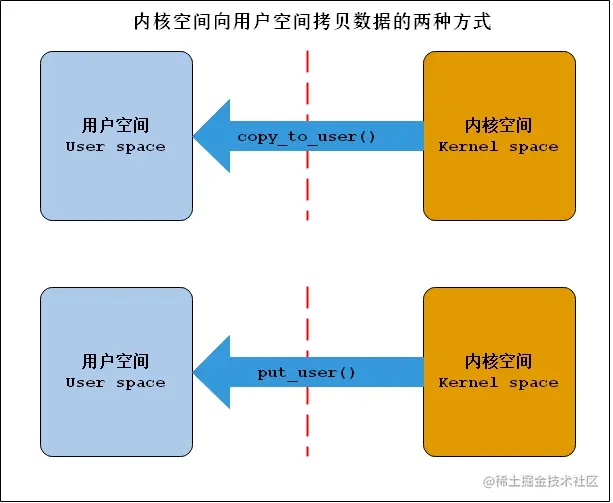 内核空间向用户空间拷贝数据的两种方式
用户空间
User space
copy_to_user()
内核空间
Kernel space
用户空间
User space
put_user()
内核空间
Kernel space
@稀土掘金技术社区